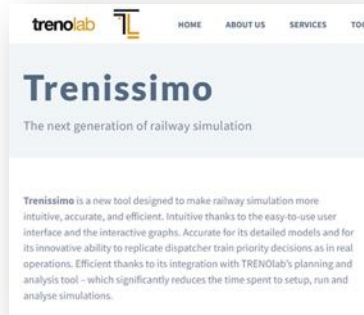 trenolab HOME ABOUT US SERVICES TOO
Trenissimo
The next generation of railway simulation
Trenissimo is a new tool designed to make railway simulation more
intuitive, accurate, and efficient. Intuitive thanks to the easy-to-use user
interface and the interactive graphs. Accurate for its detailed models and for
its innovative ability to replicate dispatcher train priority decisions as in real
operations. Efficient thanks to its integration with TRENOlab's planning and
analysis tool – which significantly reduces the time spent to setup, run and
analyse simulations.